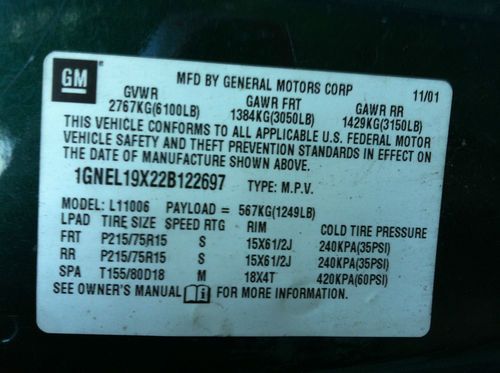 GM
MFD BY GENERAL MOTORS CORP 11/01
GVWR GAWR FRT GAWR RR
2767KG(6100LB) 1384KG(3050LB) 1429KG(3150LB)
THIS VEHICLE CONFORMS TO ALL APPLICABLE U.S. FEDERAL MOTOR
VEHICLE SAFETY AND THEFT PREVENTION STANDARDS IN EFFECT ON
THE DATE OF MANUFACTURE SHOWN ABOVE.
1GNEL19X22B122697 TYPE: M.P.V.
MODEL: L11006 PAYLOAD = 567KG(1249LB)
LPAD TIRE SIZE SPEED RTG RIM COLD TIRE PRESSURE
FRT P215/75R15 S 15X61/2J 240KPA(35PSI)
RR P215/75R15 S 15X61/2J 240KPA(35PSI)
SPA T155/80D18 M 18X4T 420KPA(60PSI)
SEE OWNER'S MANUAL FOR MORE INFORMATION.